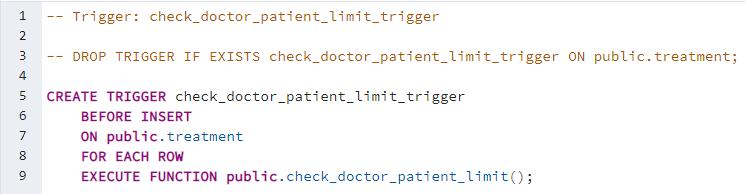 1 -- Trigger: check_doctor_patient_limit_trigger
2
3 -- DROP TRIGGER IF EXISTS check_doctor_patient_limit_trigger ON public.treatment;
4
5 CREATE TRIGGER check_doctor_patient_limit_trigger
6     BEFORE INSERT
7     ON public.treatment
8     FOR EACH ROW
9     EXECUTE FUNCTION public.check_doctor_patient_limit();